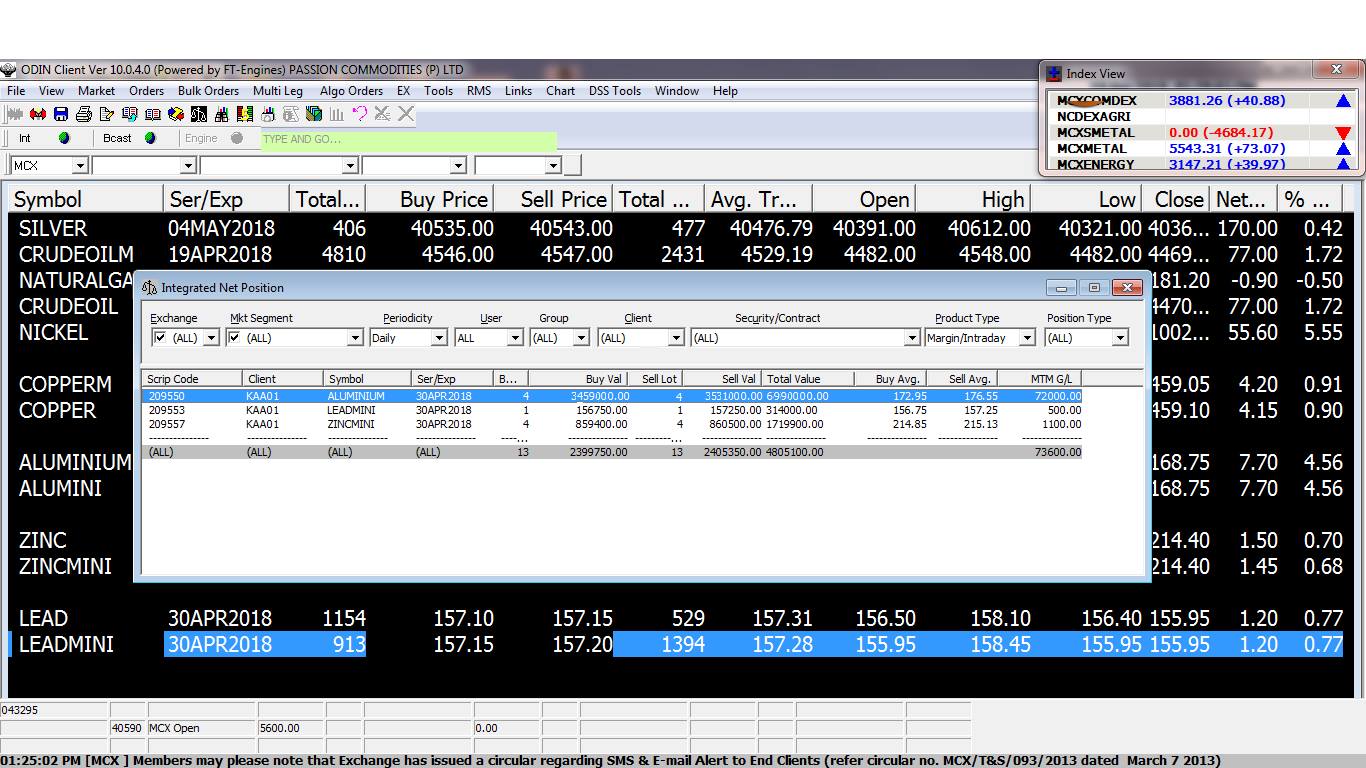 ODIN Client Ver 10.0.4.0 (Powered by FT-Engines) PASSION COMMODITIES (P) LTD
File View Market Orders Bulk Orders Multi Leg Algo Orders EX Tools RMS Links Chart DSS Tools Window Help
Int Bcast Engine TYPE AND GO...
MCX
Index View
MCXCOMDEX 3881.26 (+40.88)
NCDEXAGRI
MCXSMETAL 0.00 (-4684.17)
MCXMETAL 5543.31 (+73.07)
MCXENERGY 3147.21 (+39.97)
Symbol Ser/Exp Total... Buy Price Sell Price Total ... Avg. Tr... Open High Low Close Net... % ...
SILVER 04MAY2018 406 40535.00 40543.00 477 40476.79 40391.00 40612.00 40321.00 4036... 170.00 0.42
CRUDEOILM 19APR2018 4810 4546.00 4547.00 2431 4529.19 4482.00 4548.00 4482.00 4469... 77.00 1.72
NATURALGA 181.20 -0.90 -0.50
CRUDEOIL 4470... 77.00 1.72
NICKEL 1002... 55.60 5.55
COPPERM 459.05 4.20 0.91
COPPER 459.10 4.15 0.90
ALUMINIUM 168.75 7.70 4.56
ALUMINI 168.75 7.70 4.56
ZINC 214.40 1.50 0.70
ZINCMINI 214.40 1.45 0.68
LEAD 30APR2018 1154 157.10 157.15 529 157.31 156.50 158.10 156.40 155.95 1.20 0.77
LEADMINI 30APR2018 913 157.15 157.20 1394 157.28 155.95 158.45 155.95 155.95 1.20 0.77
Integrated Net Position
Exchange Mkt Segment Periodicity User Group Client Security/Contract Product Type Position Type
(ALL) (ALL) Daily ALL (ALL) (ALL) (ALL) Margin/Intraday (ALL)
Scrip Code Client Symbol Ser/Exp B... Buy Val Sell Lot Sell Val Total Value Buy Avg. Sell Avg. MTM G/L
209550 KAA01 ALUMINIUM 30APR2018 4 3459000.00 4 3531000.00 6990000.00 172.95 176.55 72000.00
209553 KAA01 LEADMINI 30APR2018 1 156750.00 1 157250.00 314000.00 156.75 157.25 500.00
209557 KAA01 ZINCMINI 30APR2018 4 859400.00 4 860500.00 1719900.00 214.85 215.13 1100.00
(ALL) (ALL) (ALL) (ALL) 13 2399750.00 13 2405350.00 4805100.00 73600.00
043295
40590 MCX Open 5600.00 0.00
01:25:02 PM [MCX ] Members may please note that Exchange has issued a circular regarding SMS & E-mail Alert to End Clients (refer circular no. MCX/T&S/093/2013 dated March 7 2013)